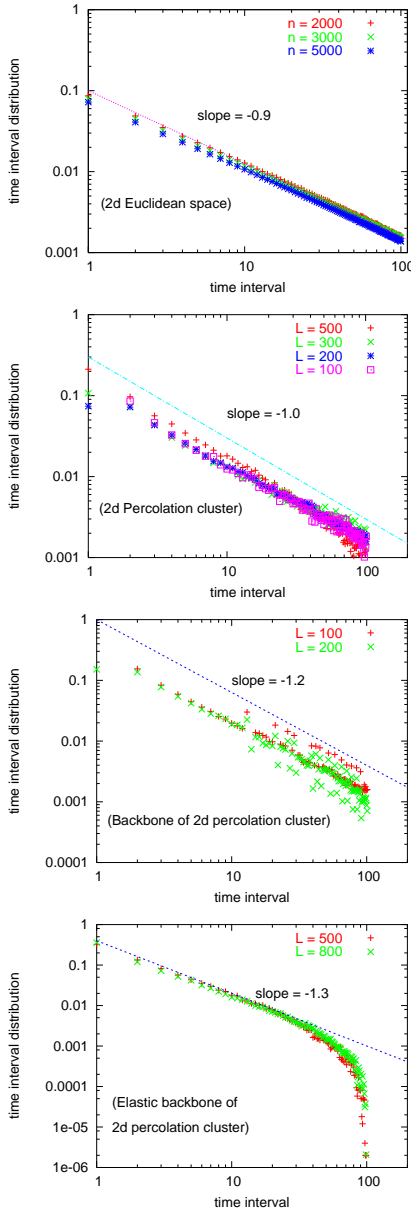 n = 2000
n = 3000
n = 5000
1
0.1
0.01
0.001
time interval distribution
slope = -0.9
(2d Euclidean space)
1 10 100
time interval
L = 500
L = 300
L = 200
L = 100
1
0.1
0.01
0.001
time interval distribution
slope = -1.0
(2d Percolation cluster)
1 10 100
time interval
L = 100
L = 200
1
0.1
0.01
0.001
0.0001
time interval distribution
slope = -1.2
(Backbone of 2d percolation cluster)
1 10 100
time interval
L = 500
L = 800
1
0.1
0.01
0.001
0.0001
1e-05
1e-06
time interval distribution
slope = -1.3
(Elastic backbone of
2d percolation cluster)
1 10 100
time interval